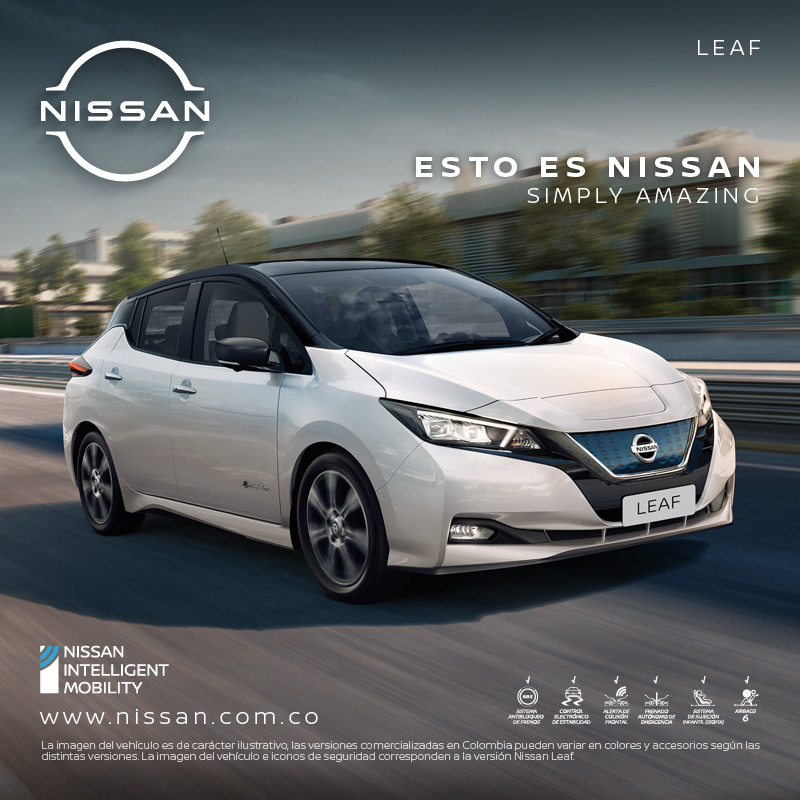 LEAF
NISSAN
ESTO ES NISSAN
SIMPLY AMAZING
NISSAN
LEAF
NISSAN
INTELLIGENT
MOBILITY
www.nissan.com.co
ABS
SISTEMA
ANTIBLOQUEO
DE FRENOS
CONTROL
ELECTRÓNICO
DE ESTABILIDAD
ALERTA DE
COLISIÓN
FRONTAL
FRENADO
AUTÓNOMO DE
EMERGENCIA
SISTEMA
DE SUJECIÓN
INFANTIL (ISOFIX)
AIRBAGS
6
La imagen del vehículo es de carácter ilustrativo, las versiones comercializadas en Colombia pueden variar en colores y accesorios según las
distintas versiones. La imagen del vehículo e iconos de seguridad corresponden a la versión Nissan Leaf.